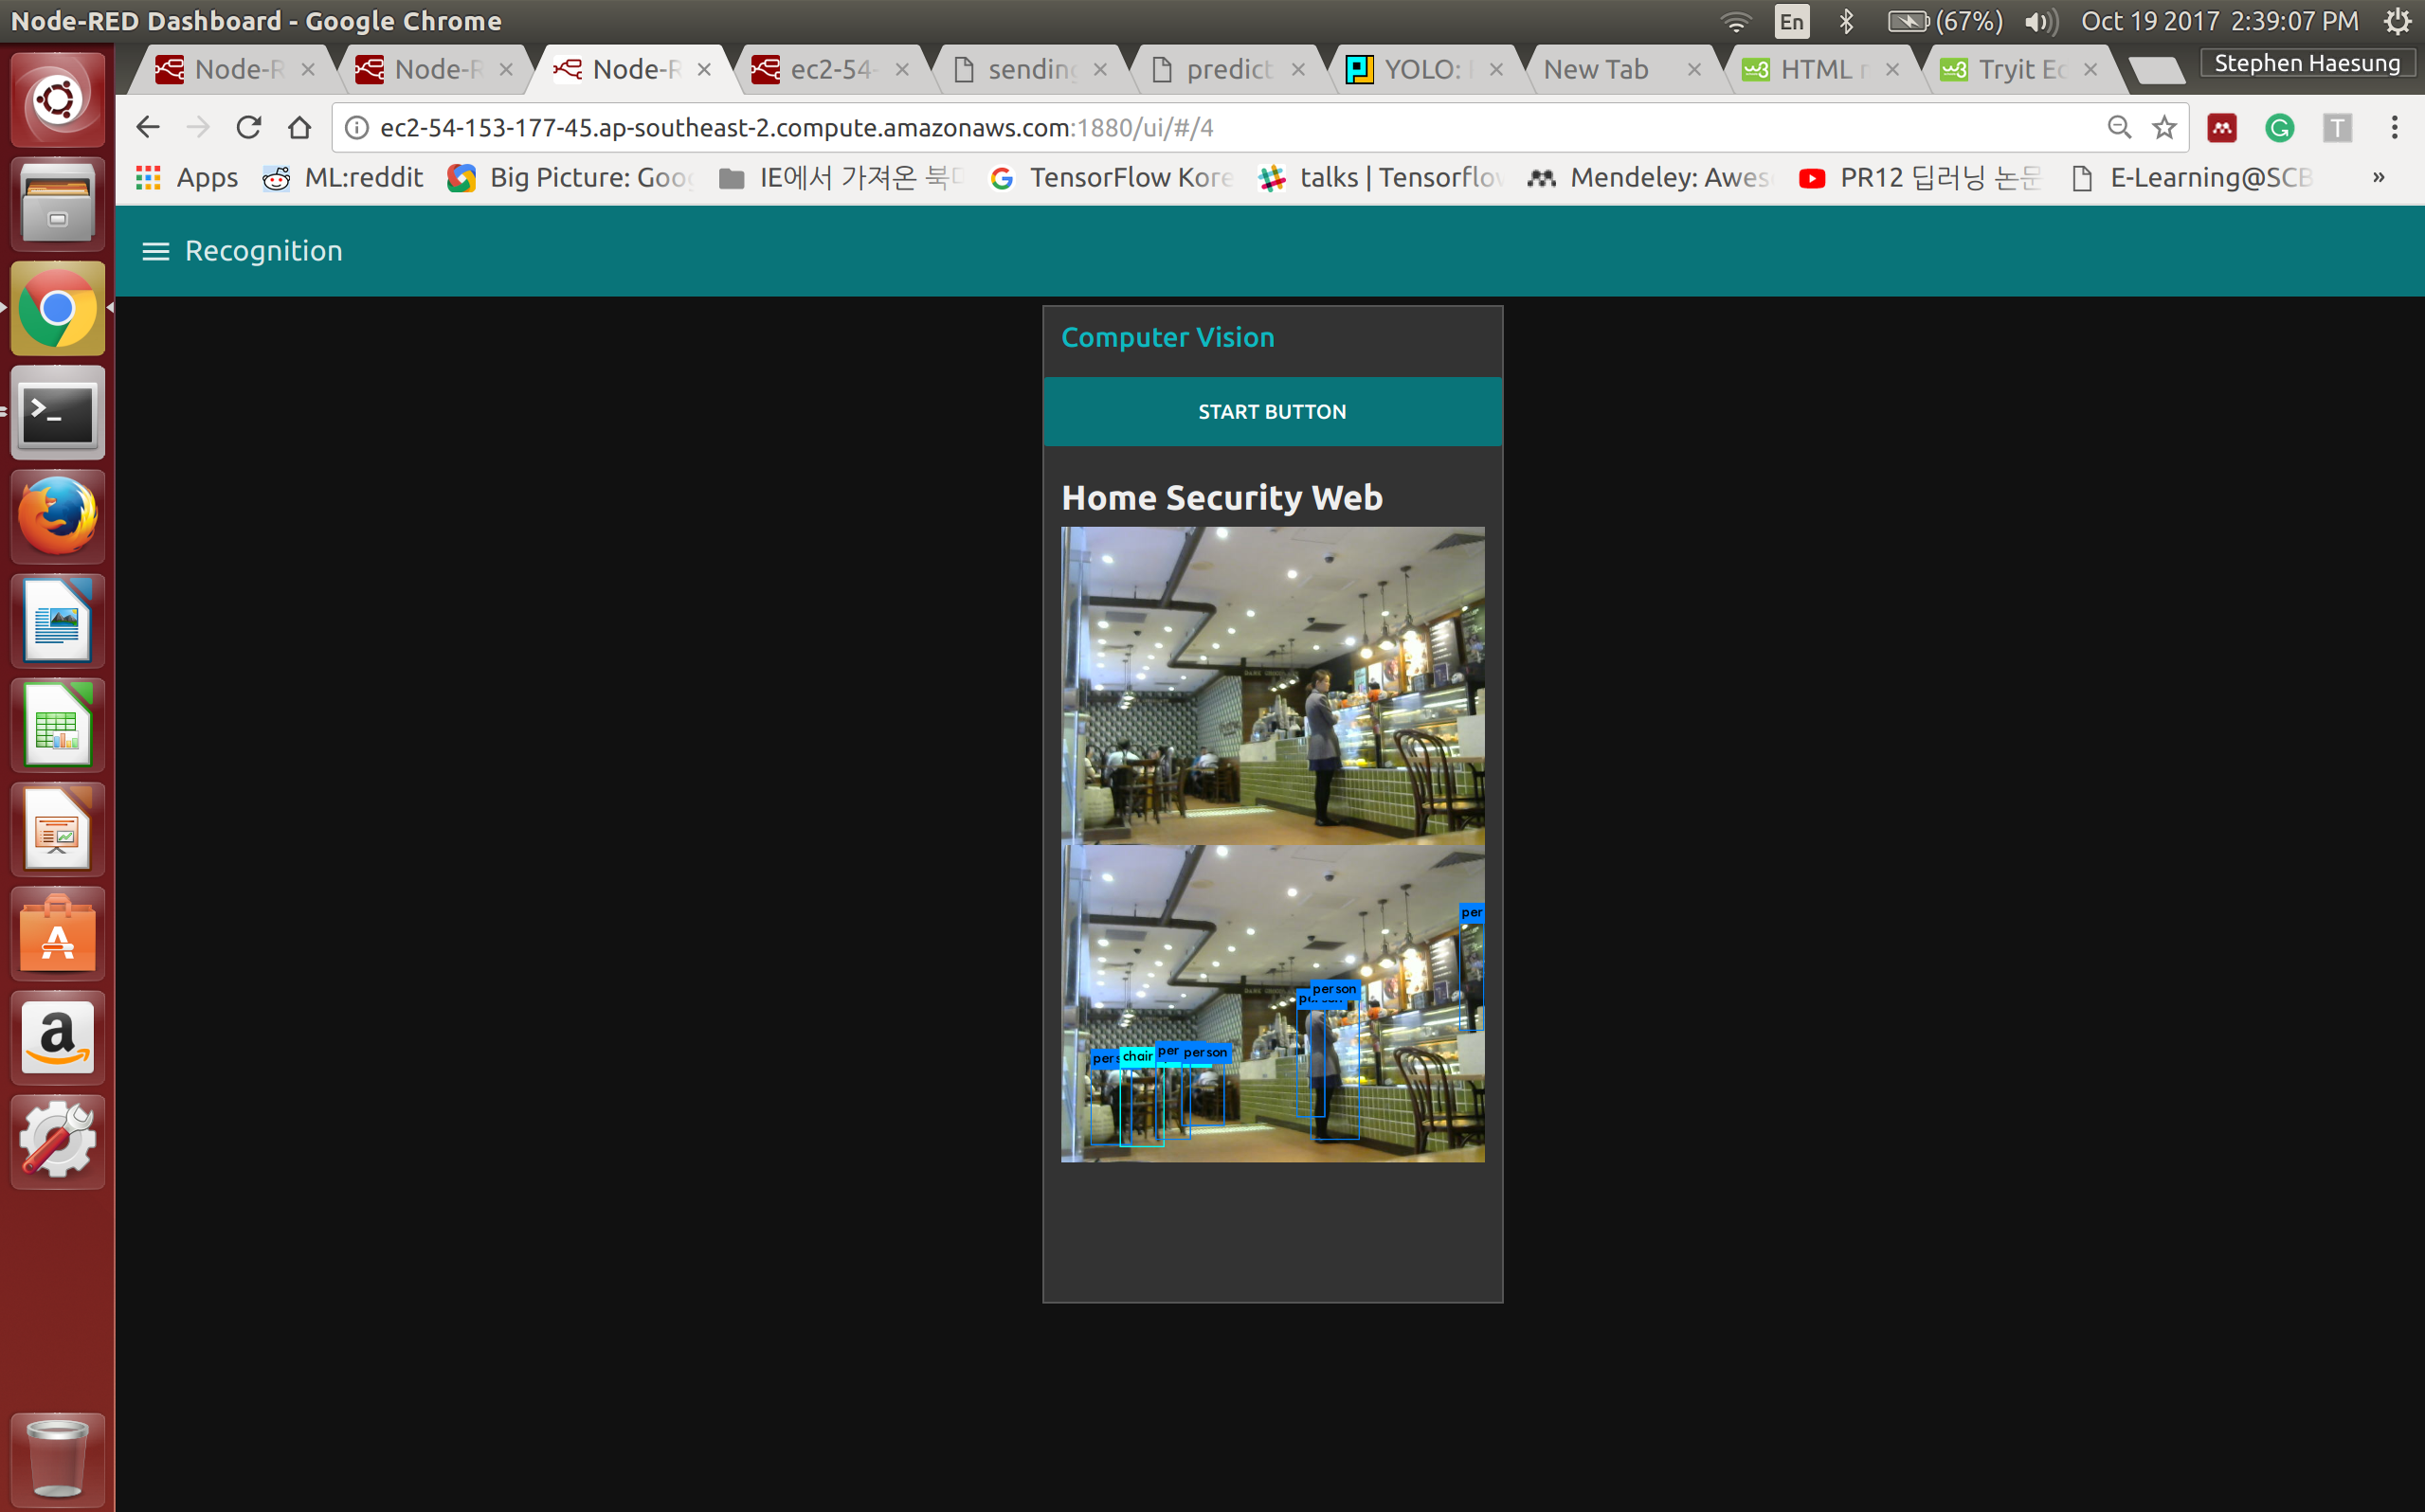 Node-RED Dashboard - Google Chrome
En
(67%)
Oct 19 2017 2:39:07 PM
Node-R
Node-R
Node-R
ec2-54-
sending
predict
YOLO:
New Tab
HTML
Tryit Ed
Stephen Haesung
ec2-54-153-177-45.ap-southeast-2.compute.amazonaws.com:1880/ui/#/4
Apps
ML:reddit
Big Picture: Goo
IE에서 가져온 북
TensorFlow Kore
talks | Tensorflow
Mendeley: Awes
PR12 딥러닝 논문
E-Learning@SCB
»
Recognition
Computer Vision
START BUTTON
Home Security Web
per
person
person
pers
chair
per
person